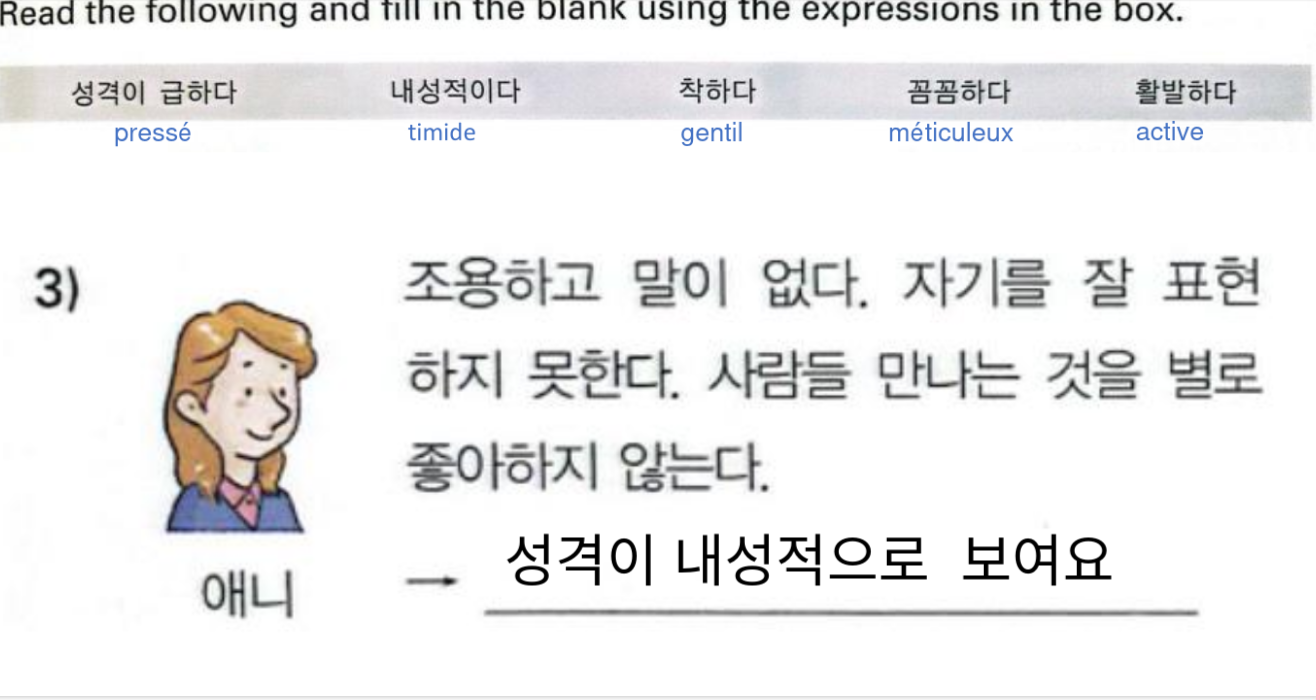 Read the following and fill in the blank using the expressions in the box.
성격이 급하다 내성적이다 착하다 꼼꼼하다 활발하다
pressé timide gentil méticuleux active
3) 조용하고 말이 없다. 자기를 잘 표현
하지 못한다. 사람들 만나는 것을 별로
좋아하지 않는다.
애니 → 성격이 내성적으로 보여요